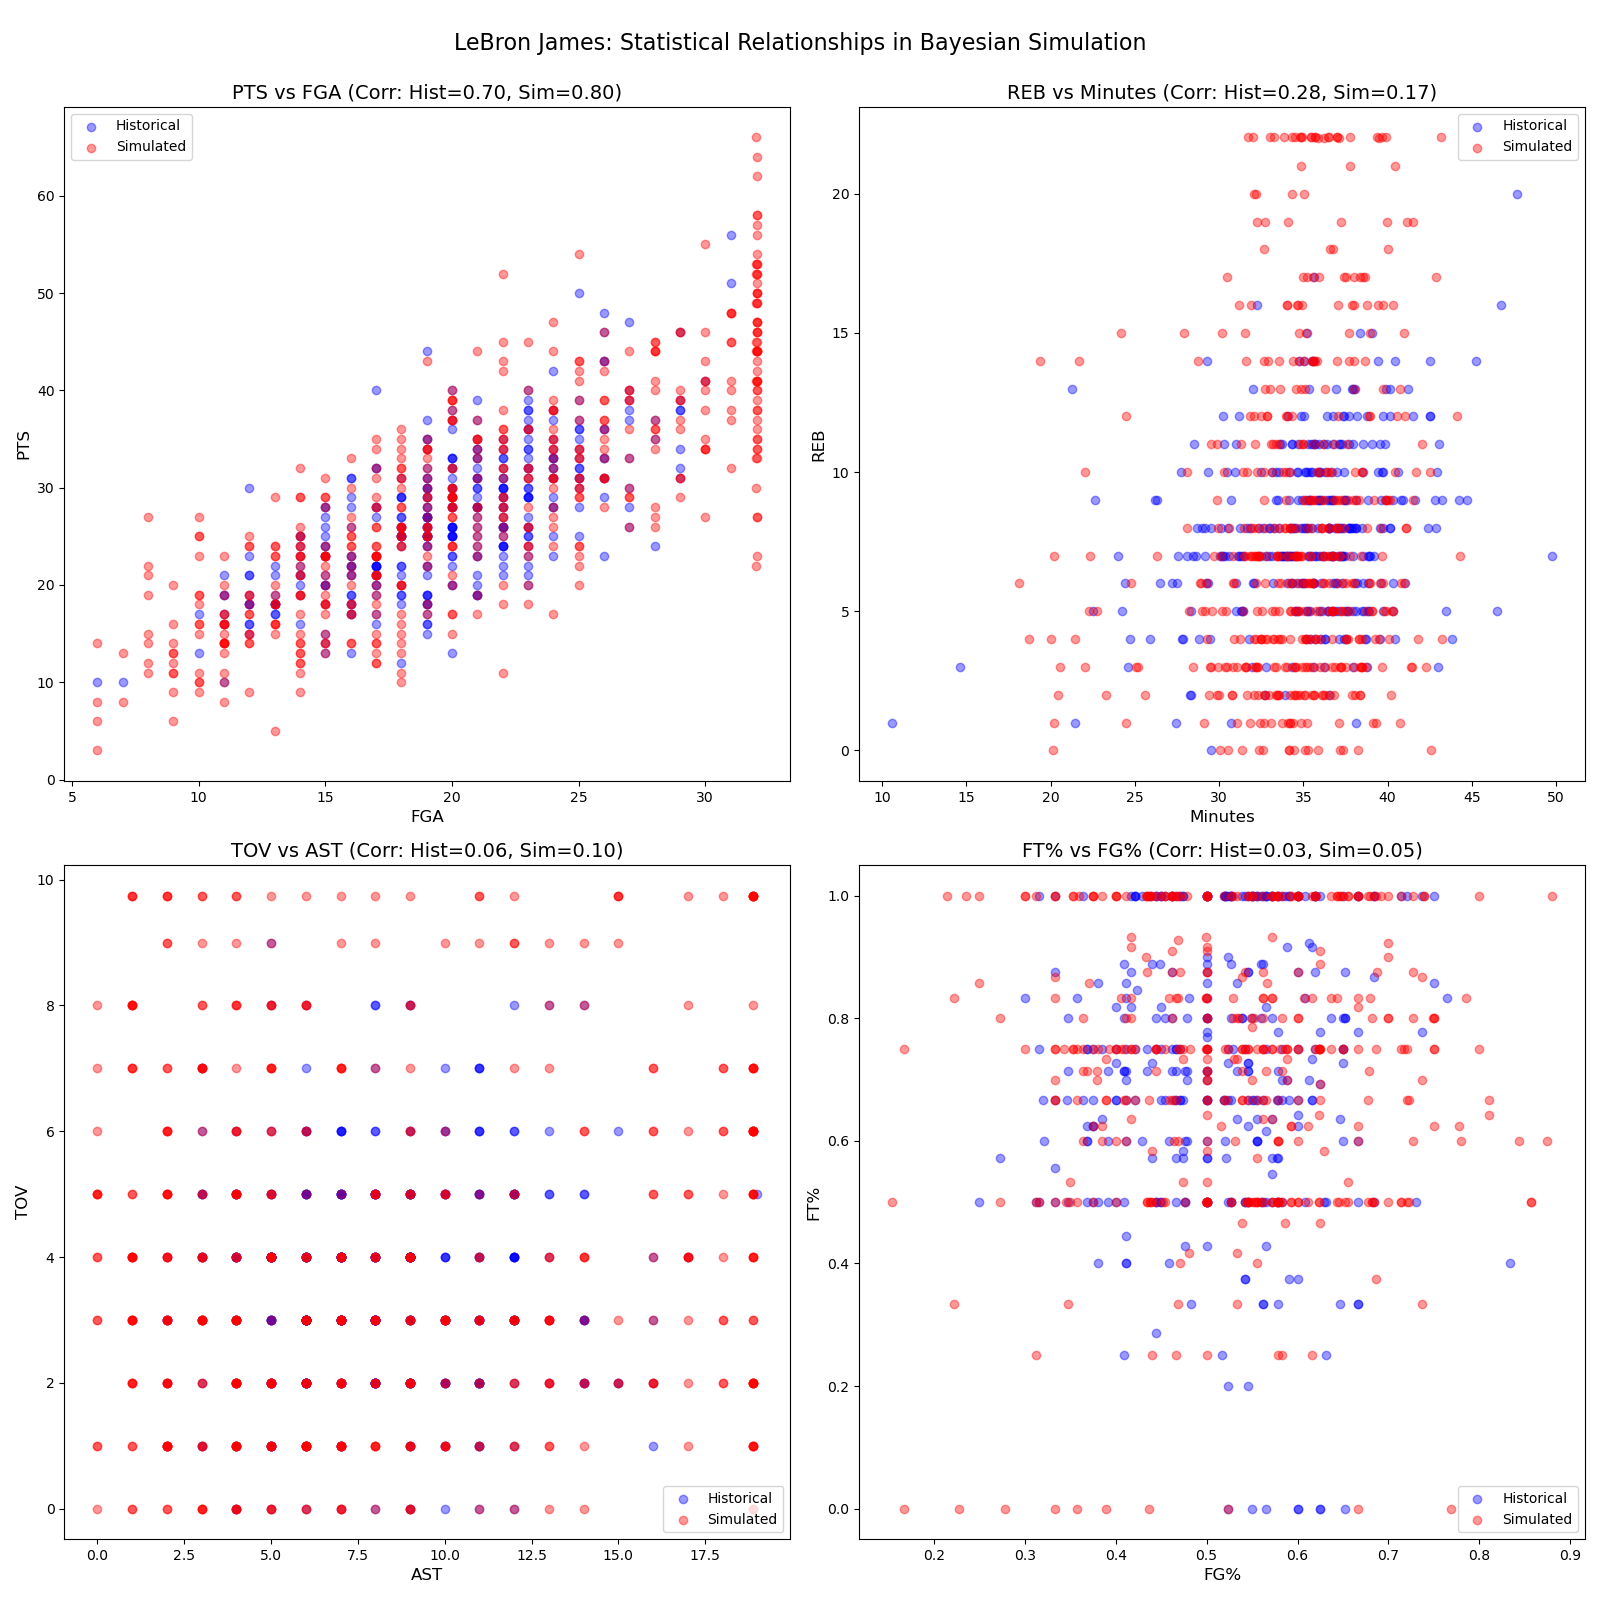 LeBron James: Statistical Relationships in Bayesian Simulation
PTS vs FGA (Corr: Hist=0.70, Sim=0.80)
Historical
Simulated
PTS
60
50
40
30
20
10
0
5 10 15 20 25 30
FGA
REB vs Minutes (Corr: Hist=0.28, Sim=0.17)
Historical
Simulated
REB
20
15
10
5
0
10 15 20 25 30 35 40 45 50
Minutes
TOV vs AST (Corr: Hist=0.06, Sim=0.10)
TOV
10
8
6
4
2
0
Historical
Simulated
0.0 2.5 5.0 7.5 10.0 12.5 15.0 17.5
AST
FT% vs FG% (Corr: Hist=0.03, Sim=0.05)
FT%
1.0
0.8
0.6
0.4
0.2
0.0
Historical
Simulated
0.2 0.3 0.4 0.5 0.6 0.7 0.8 0.9
FG%